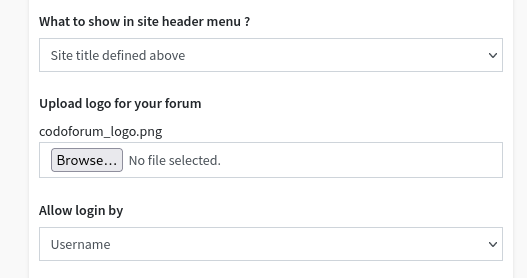 What to show in site header menu ?
Site title defined above
Upload logo for your forum
codoforum_logo.png
Browse... No file selected.
Allow login by
Username